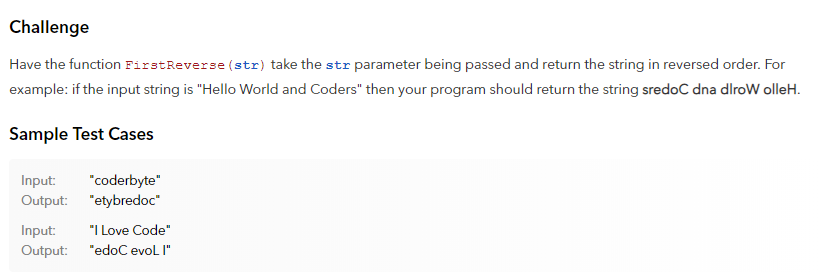 Challenge
Have the function FirstReverse(str) take the str parameter being passed and return the string in reversed order. For
example: if the input string is "Hello World and Coders" then your program should return the string sredoC dna dlroW olleH.
Sample Test Cases
Input: "coderbyte"
Output: "etybredoc"
Input: "I Love Code"
Output: "edoC evoL I"